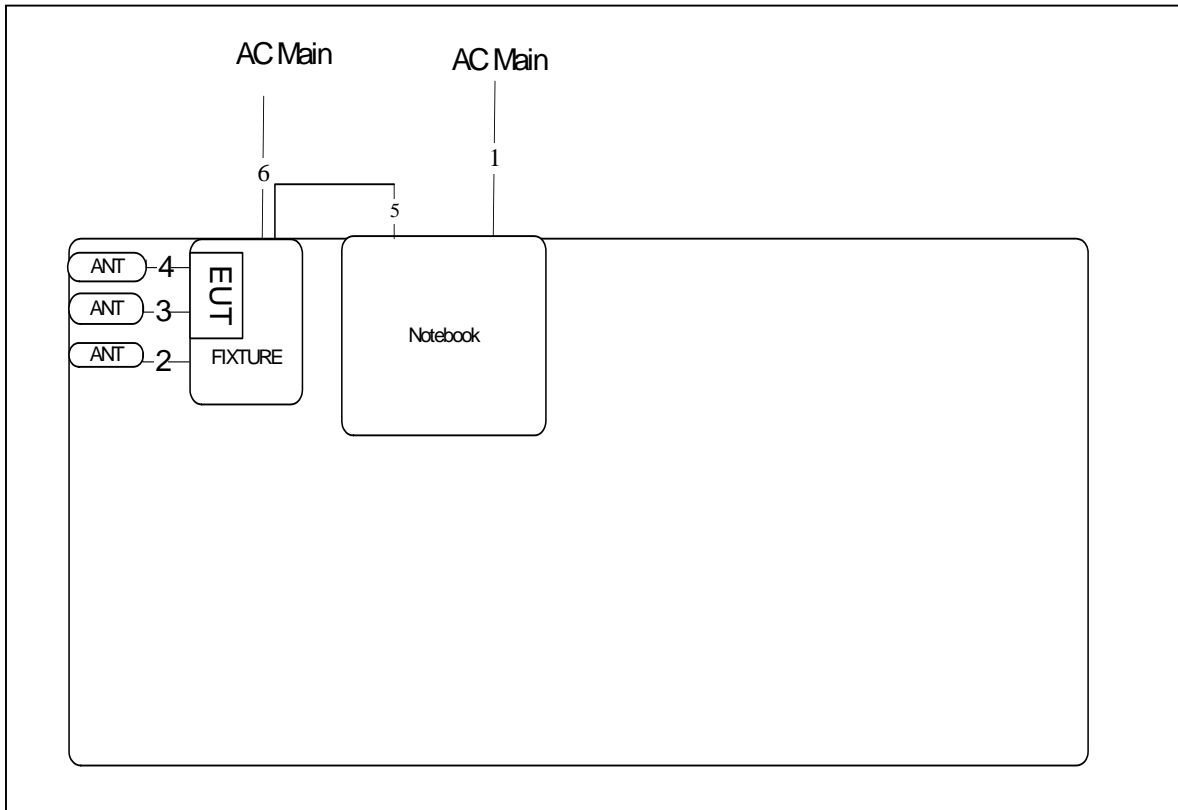 AC Main
AC Main
1
6
5
ANT
4
EUT
ANT
3
Notebook
ANT
2
FIXTURE